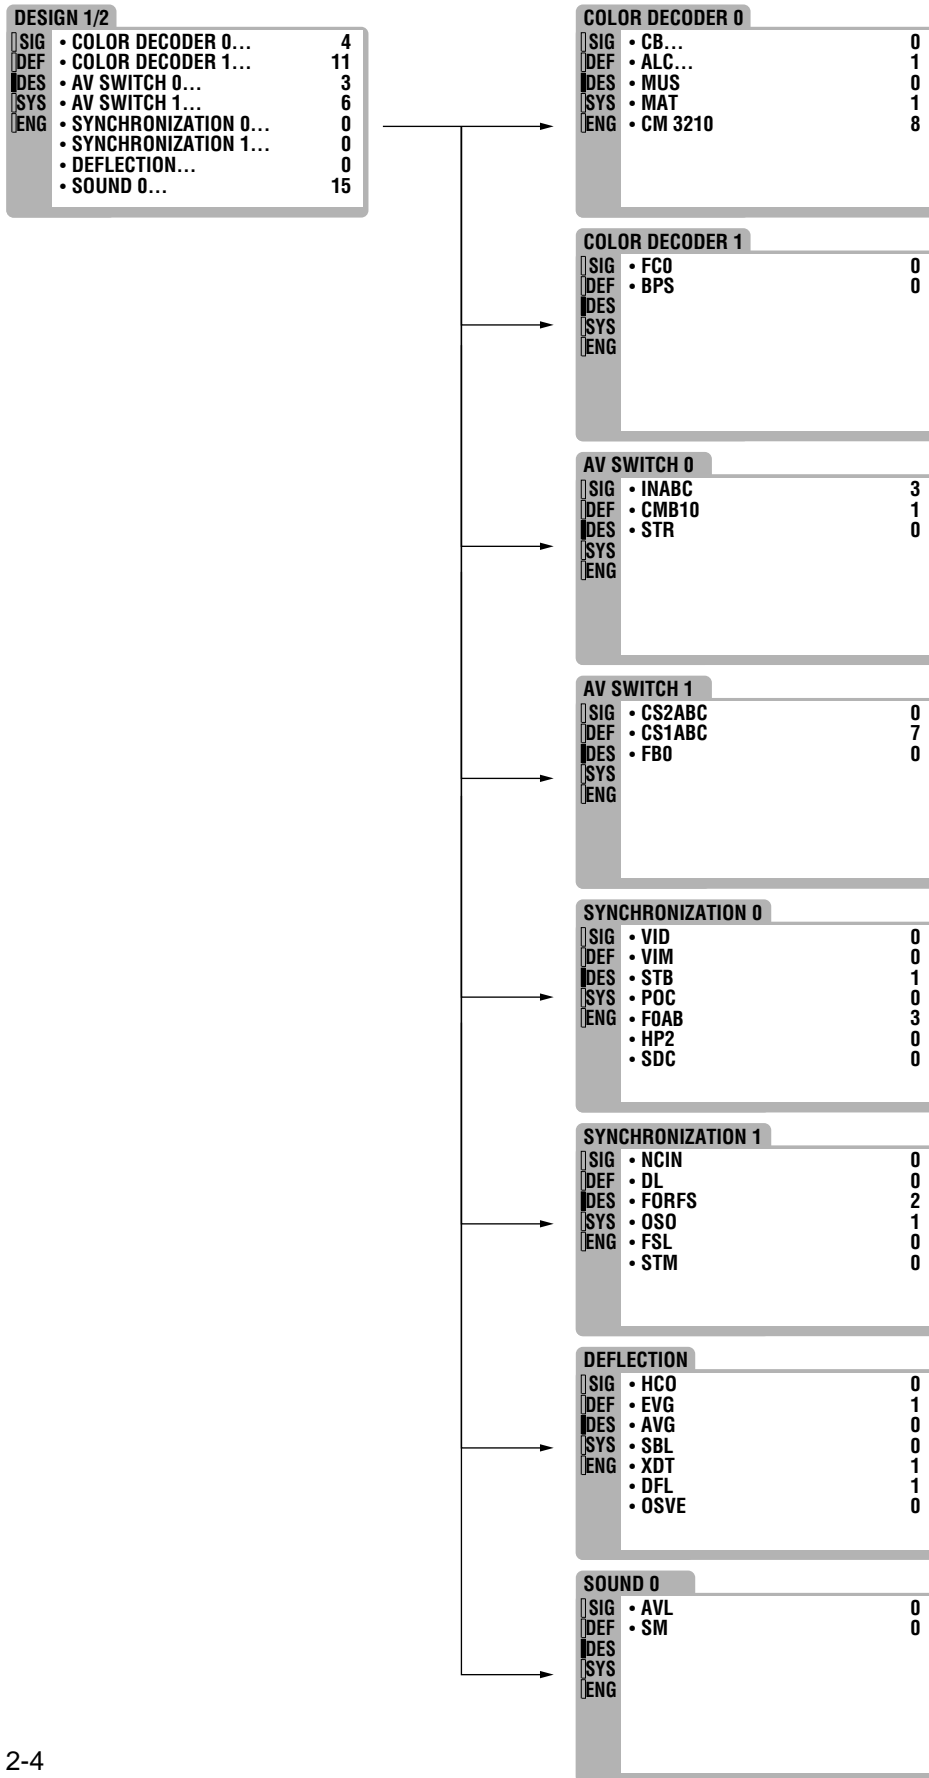 DESIGN 1/2
SIG • COLOR DECODER 0... 4
DEF • COLOR DECODER 1... 11
DES • AV SWITCH 0... 3
SYS • AV SWITCH 1... 6
ENG • SYNCHRONIZATION 0... 0
• SYNCHRONIZATION 1... 0
• DEFLECTION... 0
• SOUND 0... 15
COLOR DECODER 0
SIG • CB... 0
DEF • ALC... 1
DES • MUS 0
SYS • MAT 1
ENG • CM 3210 8
COLOR DECODER 1
SIG • FCO 0
DEF • BPS 0
DES
SYS
ENG
AV SWITCH 0
SIG • INABC 3
DEF • CMB10 1
DES • STR 0
SYS
ENG
AV SWITCH 1
SIG • CS2ABC 0
DEF • CS1ABC 7
DES • FBO 0
SYS
ENG
SYNCHRONIZATION 0
SIG • VID 0
DEF • VIM 0
DES • STB 1
SYS • POC 0
ENG • FOAB 3
• HP2 0
• SDC 0
SYNCHRONIZATION 1
SIG • NCIN 0
DEF • DL 0
DES • FORFS 2
SYS • OSO 1
ENG • FSL 0
• STM 0
DEFLECTION
SIG • HCO 0
DEF • EVG 1
DES • AVG 0
SYS • SBL 0
ENG • XDT 1
• DFL 1
• OSVE 0
SOUND 0
SIG • AVL 0
DEF • SM 0
DES
SYS
ENG
2-4